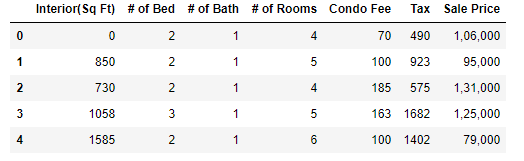 Interior(Sq Ft) # of Bed # of Bath # of Rooms Condo Fee Tax Sale Price
0 0 2 1 4 70 490 1,06,000
1 850 2 1 5 100 923 95,000
2 730 2 1 4 185 575 1,31,000
3 1058 3 1 5 163 1682 1,25,000
4 1585 2 1 6 100 1402 79,000